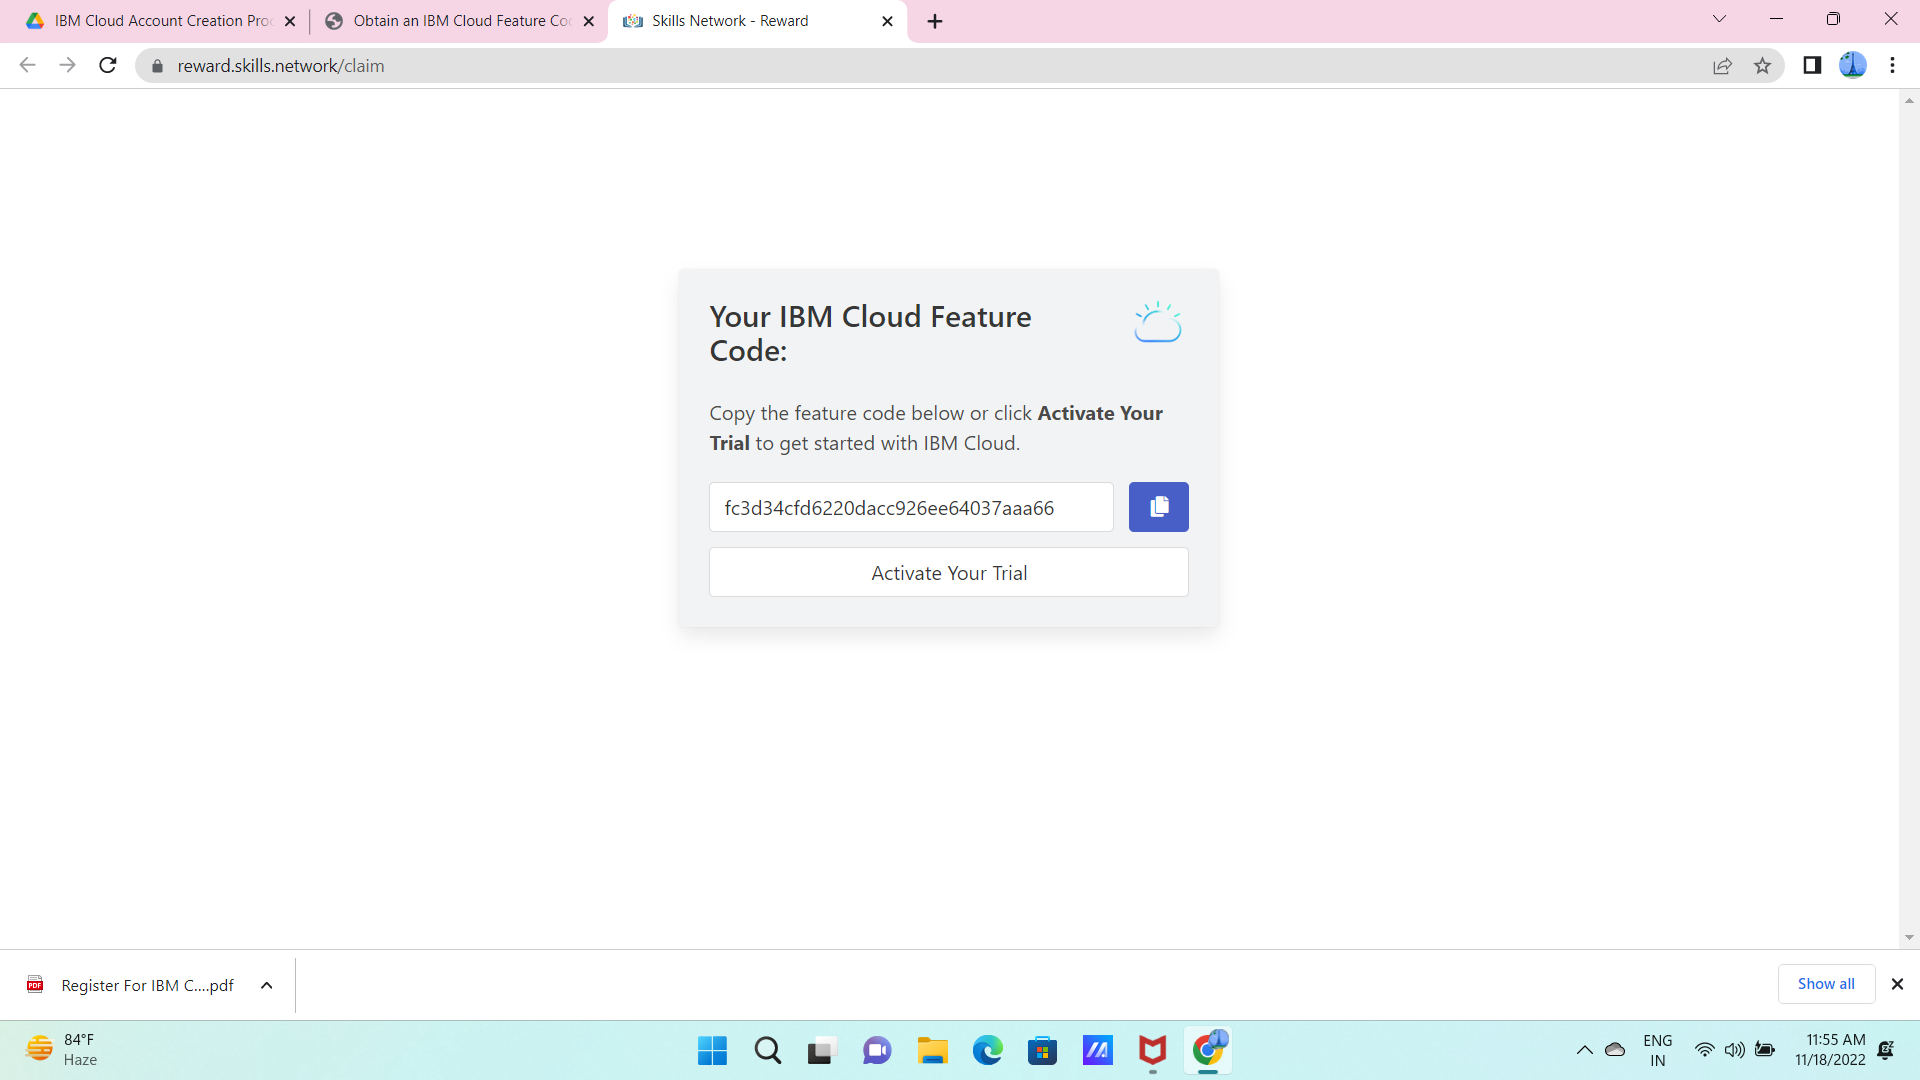 IBM Cloud Account Creation Proc
Obtain an IBM Cloud Feature Coc
Skills Network - Reward
reward.skills.network/claim
Your IBM Cloud Feature
Code:
Copy the feature code below or click Activate Your
Trial to get started with IBM Cloud.
fc3d34cfd6220dacc926ee64037aaa66
Activate Your Trial
PDF
Register For IBM C....pdf
Show all
84°F
Haze
ENG
IN
11:55 AM
11/18/2022